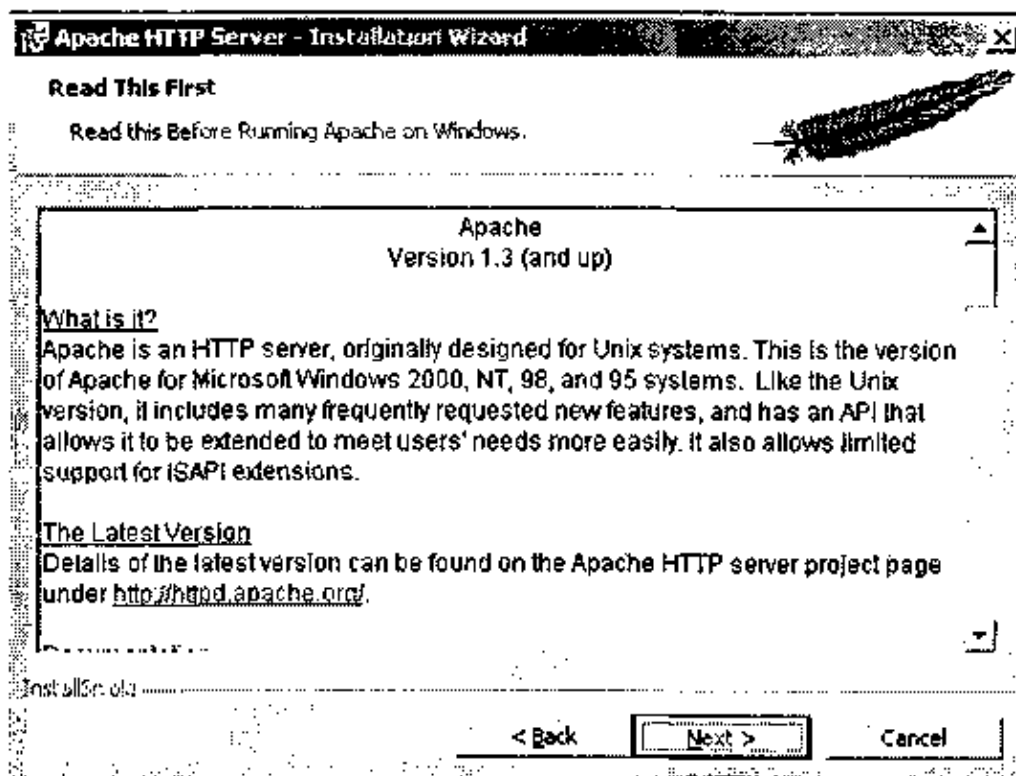 Apache HTTP Server - Installation Wizard
Read This First
Read this Before Running Apache on Windows.
Apache
Version 1.3 (and up)
What is it?
Apache is an HTTP server, originally designed for Unix systems. This is the version
of Apache for Microsoft Windows 2000, NT, 98, and 95 systems. Like the Unix
version, it includes many frequently requested new features, and has an API that
allows it to be extended to meet users' needs more easily. It also allows limited
support for ISAPI extensions.
The Latest Version
Details of the latest version can be found on the Apache HTTP server project page
under http://httpd.apache.org/.
< Back
Next >
Cancel